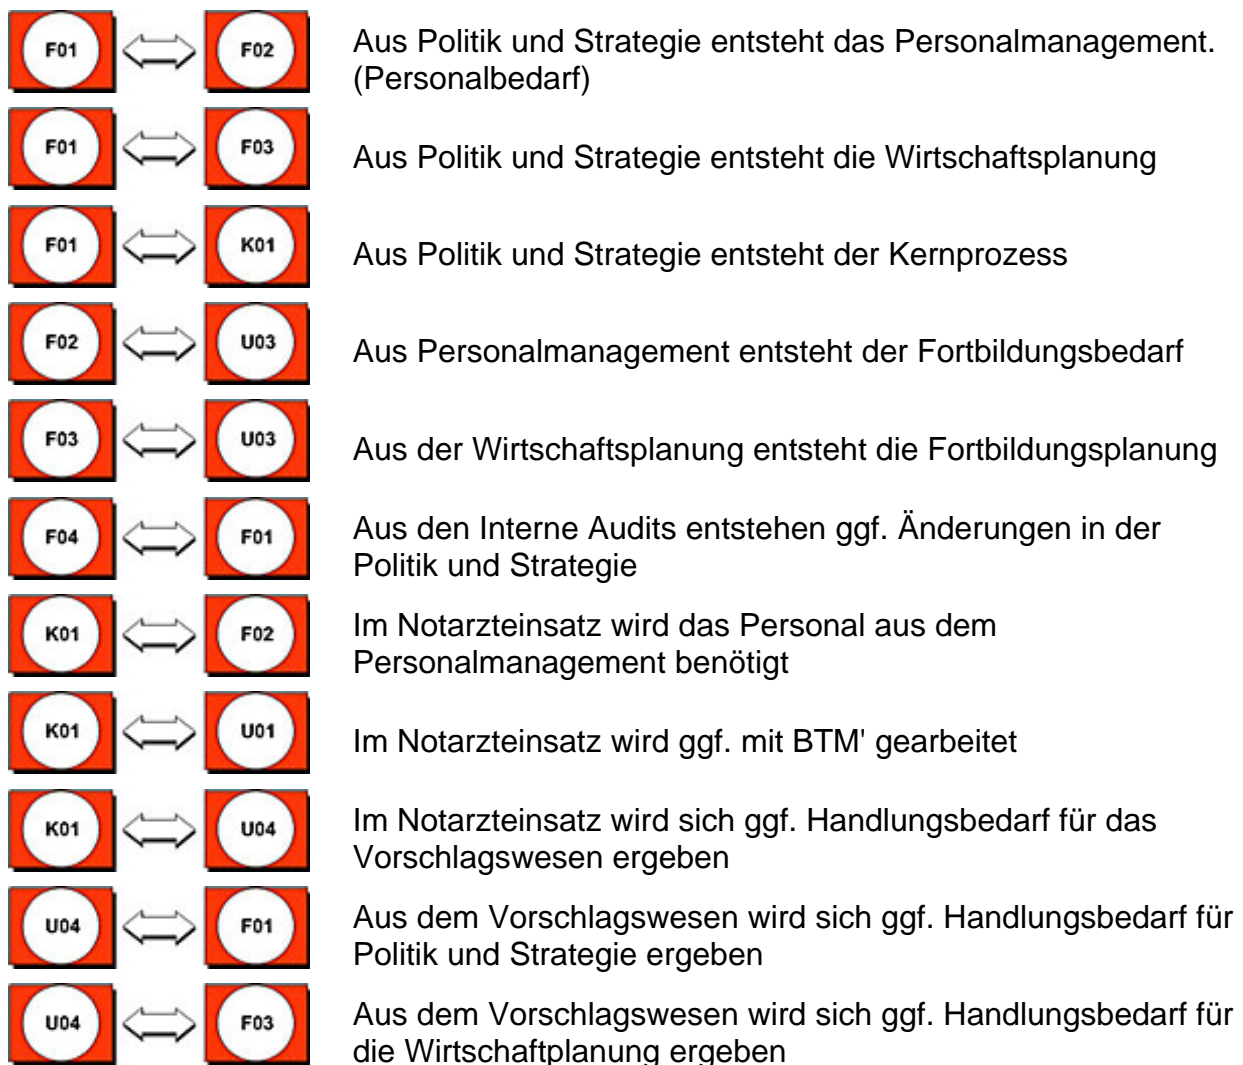 F01 F02 Aus Politik und Strategie entsteht das Personalmanagement.
(Personalbedarf)
F01 F03 Aus Politik und Strategie entsteht die Wirtschaftsplanung
F01 K01 Aus Politik und Strategie entsteht der Kernprozess
F02 U03 Aus Personalmanagement entsteht der Fortbildungsbedarf
F03 U03 Aus der Wirtschaftsplanung entsteht die Fortbildungsplanung
F04 F01 Aus den Interne Audits entstehen ggf. Änderungen in der
Politik und Strategie
K01 F02 Im Notarzteinsatz wird das Personal aus dem
Personalmanagement benötigt
K01 U01 Im Notarzteinsatz wird ggf. mit BTM' gearbeitet
K01 U04 Im Notarzteinsatz wird sich ggf. Handlungsbedarf für das
Vorschlagswesen ergeben
U04 F01 Aus dem Vorschlagswesen wird sich ggf. Handlungsbedarf für
Politik und Strategie ergeben
U04 F03 Aus dem Vorschlagswesen wird sich ggf. Handlungsbedarf für
die Wirtschaftplanung ergeben